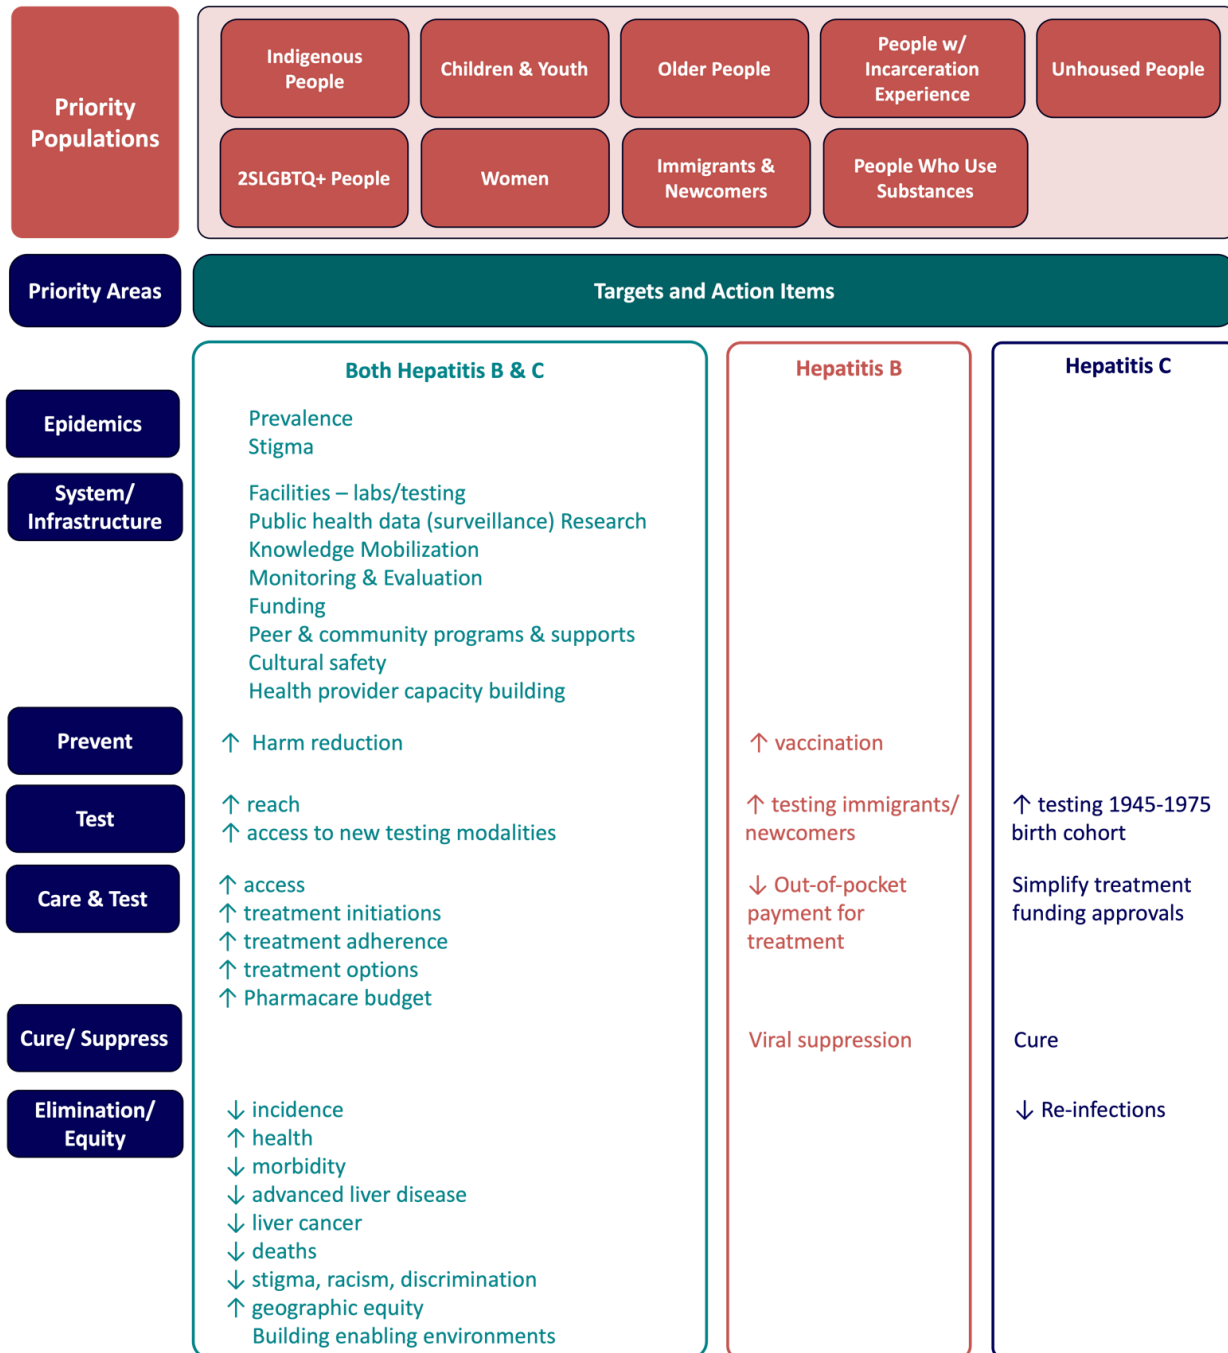 Priority
Populations
Indigenous
People
Children & Youth
Older People
People w/
Incarceration
Experience
Unhoused People
2SLGBTQ+ People
Women
Immigrants &
Newcomers
People Who Use
Substances
Priority Areas
Targets and Action Items
Both Hepatitis B & C
Hepatitis B
Hepatitis C
Epidemics
Prevalence
Stigma
System/
Infrastructure
Facilities – labs/testing
Public health data (surveillance) Research
Knowledge Mobilization
Monitoring & Evaluation
Funding
Peer & community programs & supports
Cultural safety
Health provider capacity building
Prevent
↑ Harm reduction
↑ vaccination
Test
↑ reach
↑ access to new testing modalities
↑ testing immigrants/
newcomers
↑ testing 1945-1975
birth cohort
Care & Test
↑ access
↑ treatment initiations
↑ treatment adherence
↑ treatment options
↑ Pharmacare budget
↓ Out-of-pocket
payment for
treatment
Simplify treatment
funding approvals
Cure/ Suppress
Viral suppression
Cure
Elimination/
Equity
↓ incidence
↑ health
↓ morbidity
↓ advanced liver disease
↓ liver cancer
↓ deaths
↓ stigma, racism, discrimination
↑ geographic equity
Building enabling environments
↓ Re-infections